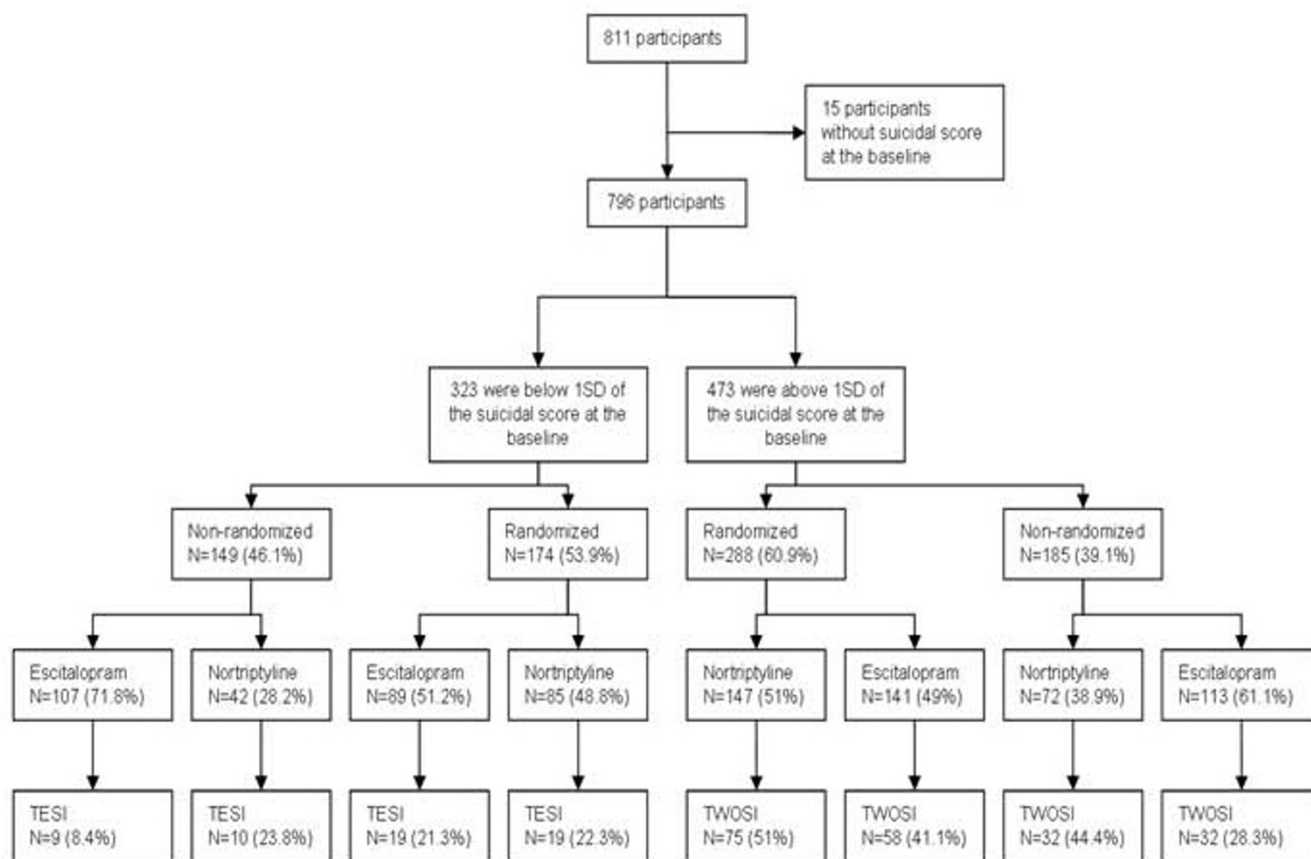 811 participants
15 participants
without suicidal score
at the baseline
796 participants
323 were below 1SD of
the suicidal score at the
baseline
473 were above 1SD of
the suicidal score at the
baseline
Non-randomized
N=149 (46.1%)
Randomized
N=174 (53.9%)
Randomized
N=288 (60.9%)
Non-randomized
N=185 (39.1%)
Escitalopram
N=107 (71.8%)
Nortriptyline
N=42 (28.2%)
Escitalopram
N=89 (51.2%)
Nortriptyline
N=85 (48.8%)
Nortriptyline
N=147 (51%)
Escitalopram
N=141 (49%)
Nortriptyline
N=72 (38.9%)
Escitalopram
N=113 (61.1%)
TESI
N=9 (8.4%)
TESI
N=10 (23.8%)
TESI
N=19 (21.3%)
TESI
N=19 (22.3%)
TWOSI
N=75 (51%)
TWOSI
N=58 (41.1%)
TWOSI
N=32 (44.4%)
TWOSI
N=32 (28.3%)